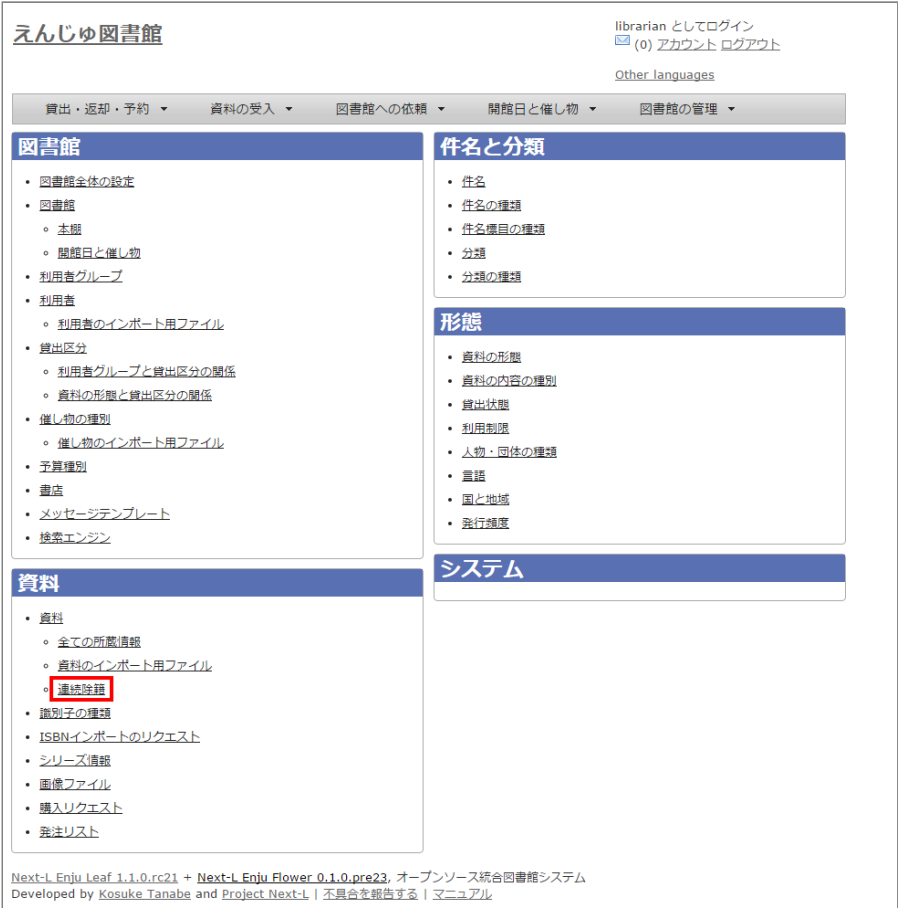 えんじゅ図書館
librarian としてログイン
(0) アカウント ログアウト
Other languages
貸出・返却・予約 ▼ 資料の受入 ▼ 図書館への依頼 ▼ 開館日と催し物 ▼ 図書館の管理 ▼
図書館
図書館全体の設定
図書館
本棚
開館日と催し物
利用者グループ
利用者
利用者のインポート用ファイル
貸出区分
利用者グループと貸出区分の関係
資料の形態と貸出区分の関係
催し物の種別
催し物のインポート用ファイル
予算種別
書店
メッセージテンプレート
検索エンジン
資料
資料
全ての所蔵情報
資料のインポート用ファイル
連続除籍
識別子の種類
ISBNインポートのリクエスト
シリーズ情報
画像ファイル
購入リクエスト
発注リスト
件名と分類
件名
件名の種類
件名標目の種類
分類
分類の種類
形態
資料の形態
資料の内容の種別
貸出状態
利用制限
人物・団体の種類
言語
国と地域
発行頻度
システム
Next-L Enju Leaf 1.1.0.rc21 + Next-L Enju Flower 0.1.0.pre23, オープンソース統合図書館システム
Developed by Kosuke Tanabe and Project Next-L | 不具合を報告する | マニュアル